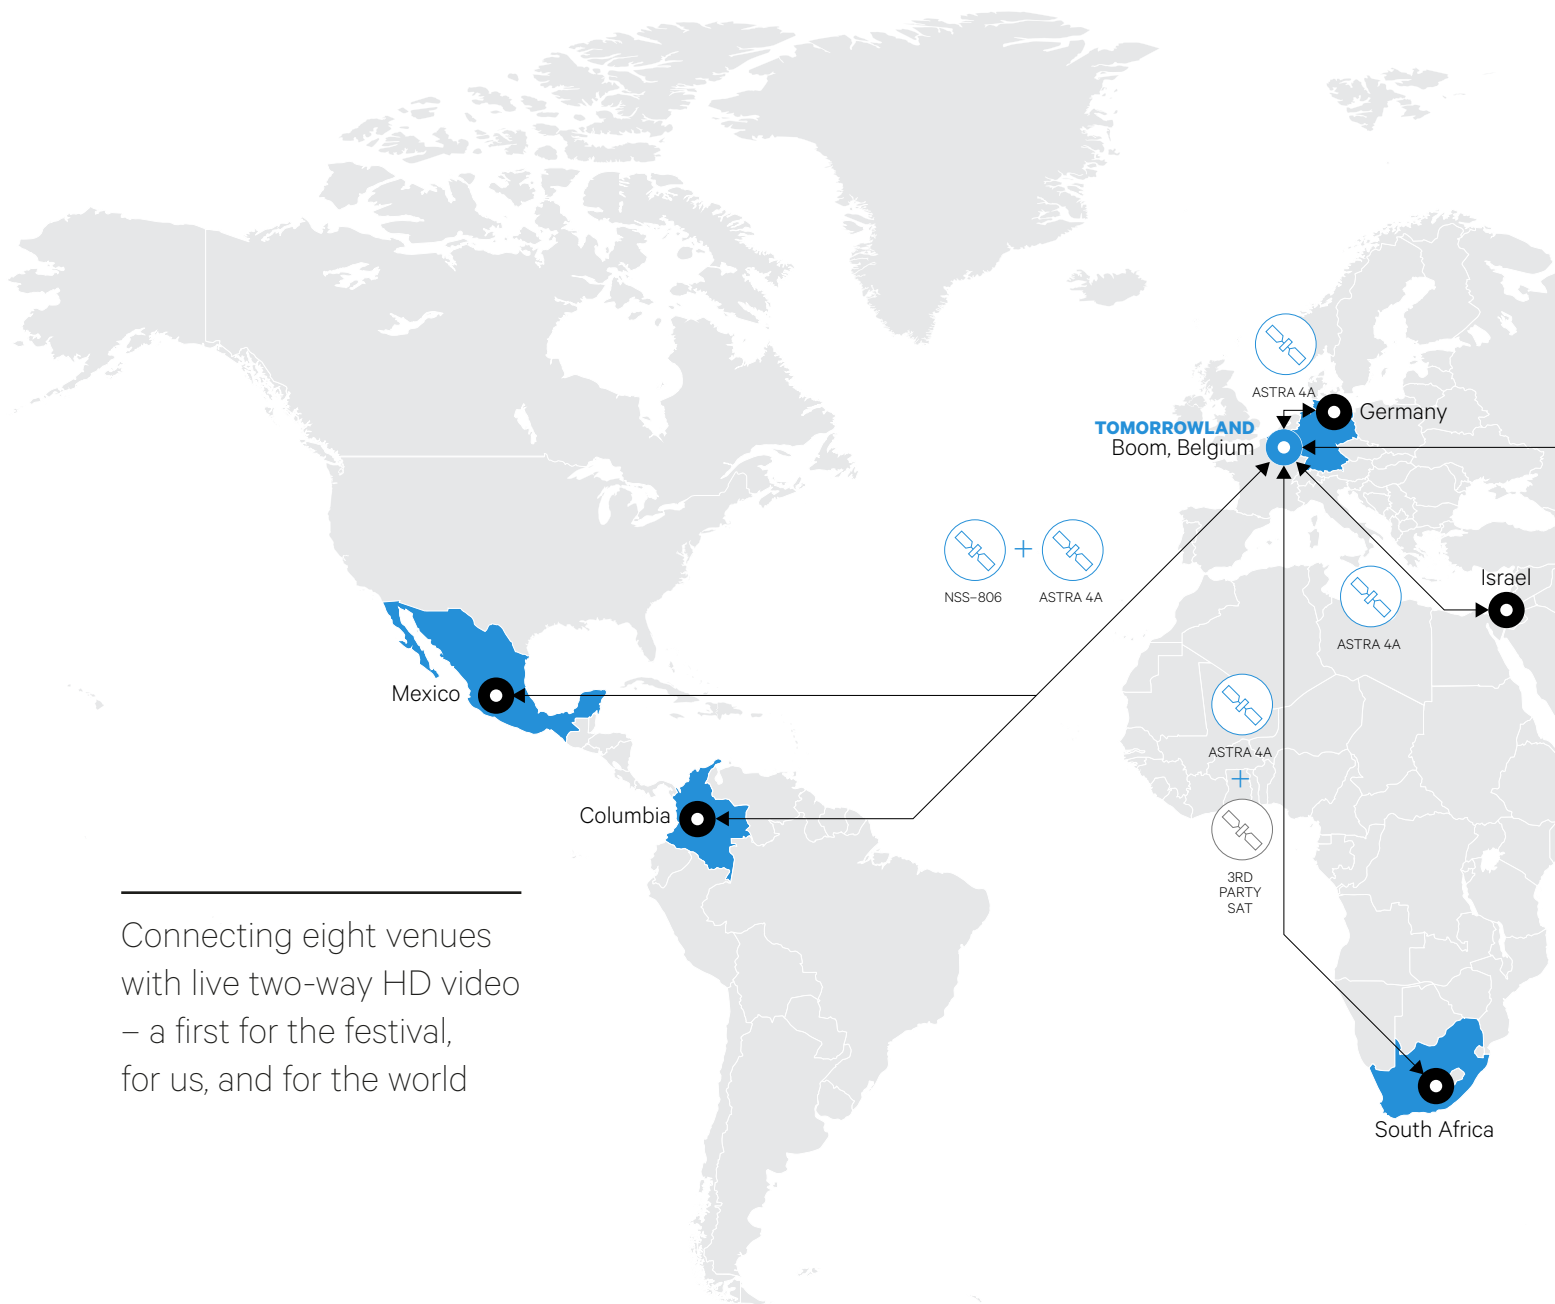 ASTRA 4A
Germany
TOMORROWLAND
Boom, Belgium
NSS–806
+
ASTRA 4A
Israel
ASTRA 4A
Mexico
ASTRA 4A
+
3RD
PARTY
SAT
Columbia
Connecting eight venues
with live two-way HD video
– a first for the festival,
for us, and for the world
South Africa